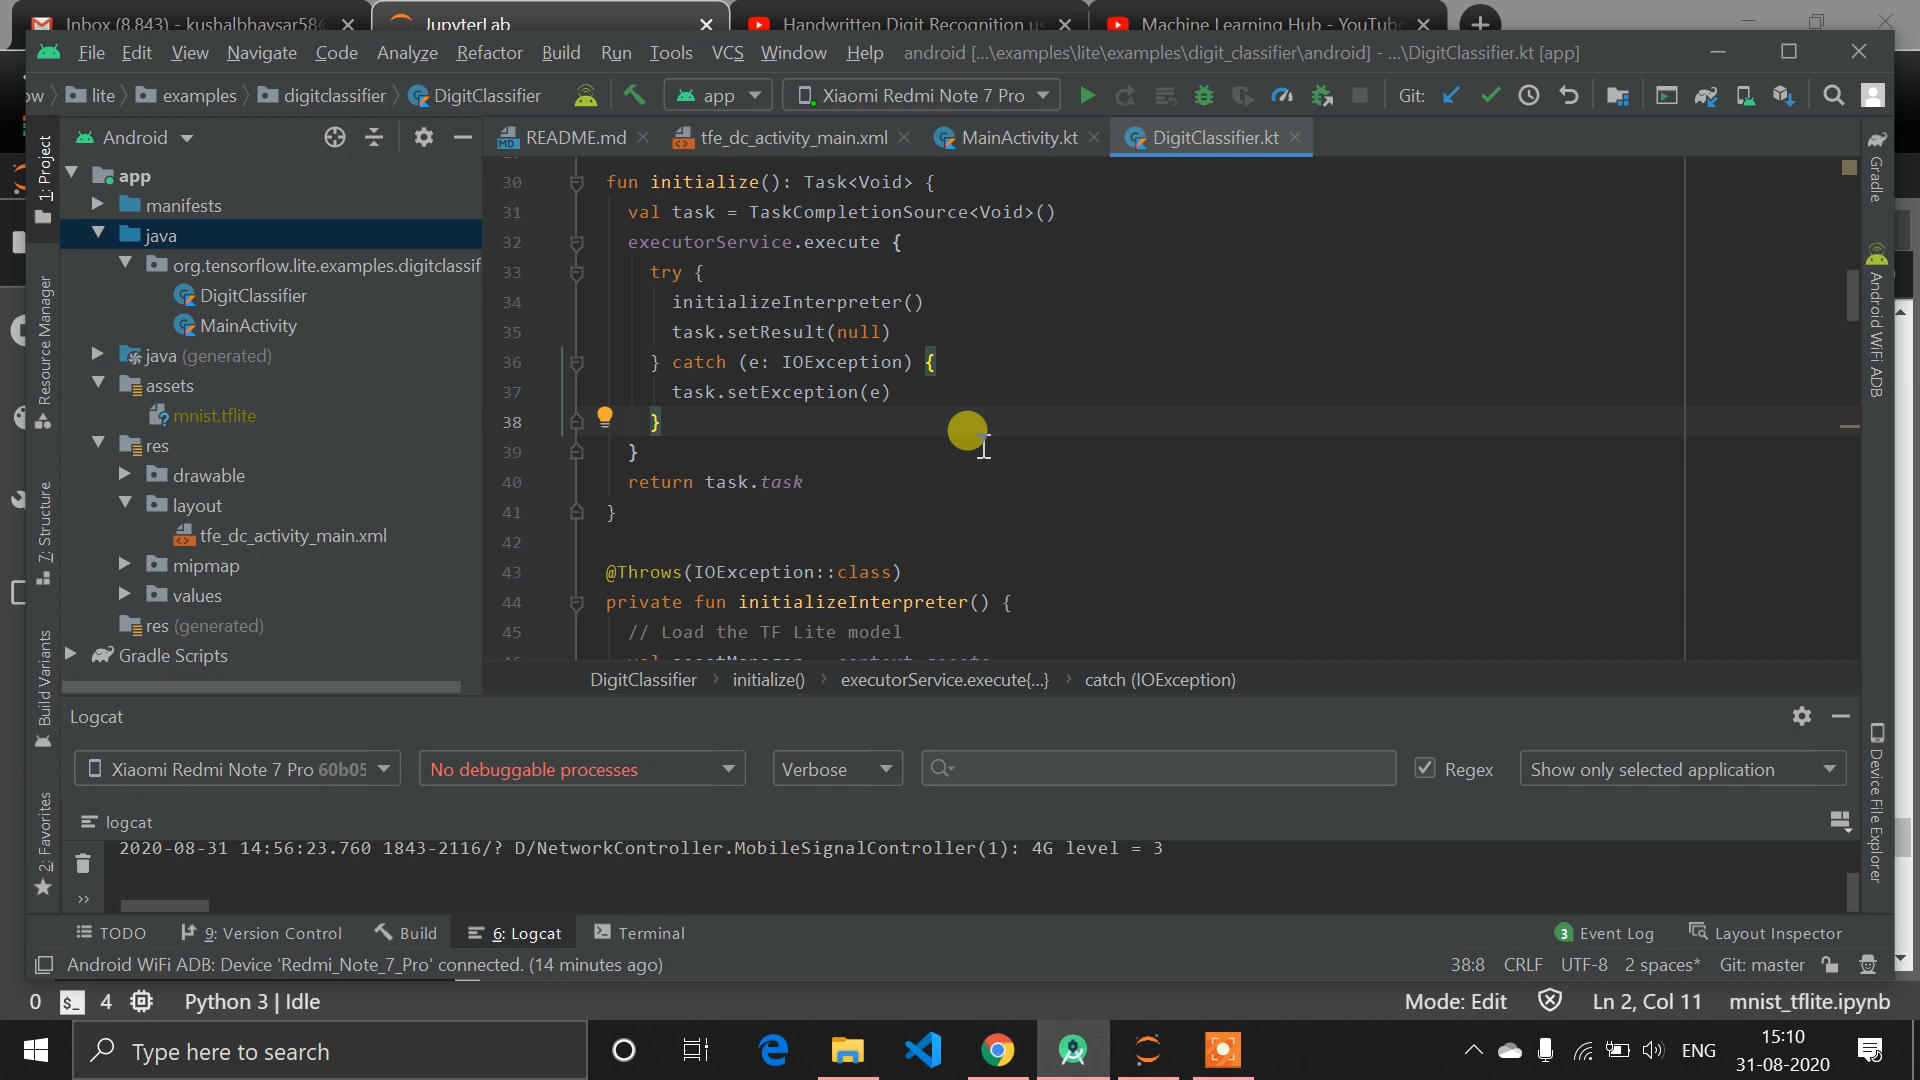 Inbox (8,843) - kushalbhavsar58@
JupyterLab
Handwritten Digit Recognition us
Machine Learning Hub - YouTube
File Edit View Navigate Code Analyze Refactor Build Run Tools VCS Window Help android [...\examples\lite\examples\digit_classifier\android] - ...\DigitClassifier.kt [app]
ow lite examples digitclassifier DigitClassifier app Xiaomi Redmi Note 7 Pro Git:
Android
README.md tfe_dc_activity_main.xml MainActivity.kt DigitClassifier.kt
1: Project
Resource Manager
7: Structure
Build Variants
2: Favorites
app
manifests
java
org.tensorflow.lite.examples.digitclassif
DigitClassifier
MainActivity
java (generated)
assets
mnist.tflite
res
drawable
layout
tfe_dc_activity_main.xml
mipmap
values
res (generated)
Gradle Scripts
30 fun initialize(): Task<Void> {
31 val task = TaskCompletionSource<Void>()
32 executorService.execute {
33 try {
34 initializeInterpreter()
35 task.setResult(null)
36 } catch (e: IOException) {
37 task.setException(e)
38 }
39 }
40 return task.task
41 }
42
43 @Throws(IOException::class)
44 private fun initializeInterpreter() {
45 // Load the TF Lite model
DigitClassifier initialize() executorService.execute{...} catch (IOException)
Gradle
Android WiFi ADB
Device File Explorer
Logcat
Xiaomi Redmi Note 7 Pro 60b05 No debuggable processes Verbose Regex Show only selected application
logcat
2020-08-31 14:56:23.760 1843-2116/? D/NetworkController.MobileSignalController(1): 4G level = 3
TODO 9: Version Control Build 6: Logcat Terminal 3 Event Log Layout Inspector
Android WiFi ADB: Device 'Redmi_Note_7_Pro' connected. (14 minutes ago) 38:8 CRLF UTF-8 2 spaces* Git: master
0 4 Python 3 | Idle Mode: Edit Ln 2, Col 11 mnist_tflite.ipynb
Type here to search
ENG
15:10
31-08-2020